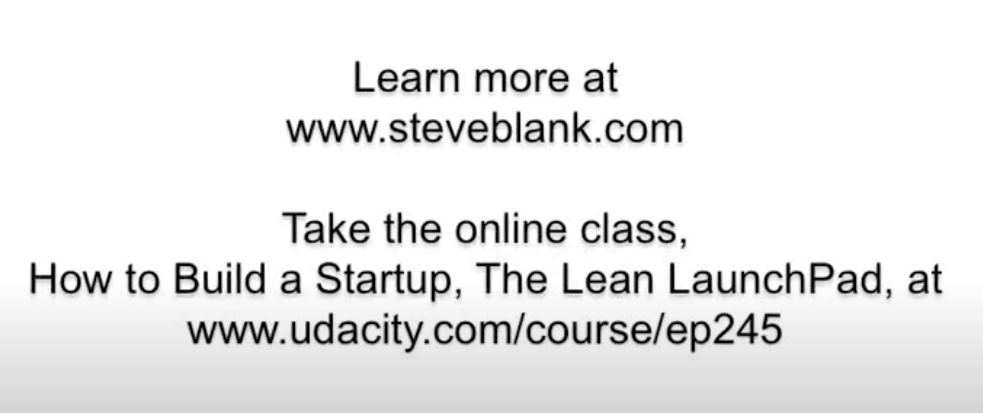 Learn more at
www.steveblank.com
Take the online class,
How to Build a Startup, The Lean LaunchPad, at
www.udacity.com/course/ep245